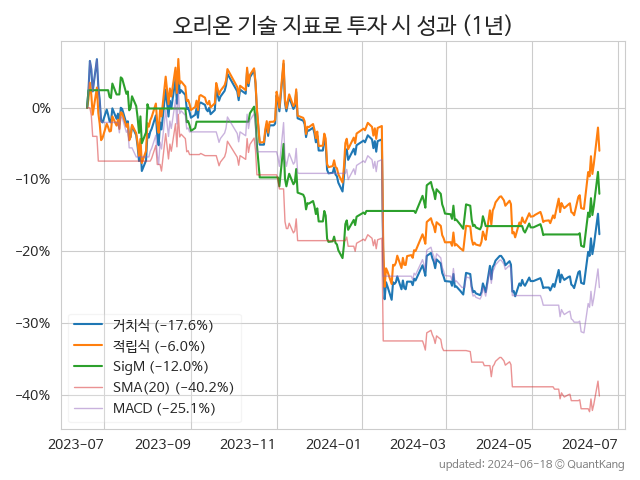 오리온 기술 지표로 투자 시 성과 (1년)
0%
−10%
−20%
−30%
−40%
거치식 (−17.6%)
적립식 (−6.0%)
SigM (−12.0%)
SMA(20) (−40.2%)
MACD (−25.1%)
2023-07 2023-09 2023-11 2024-01 2024-03 2024-05 2024-07
updated: 2024-06-18 © QuantKang